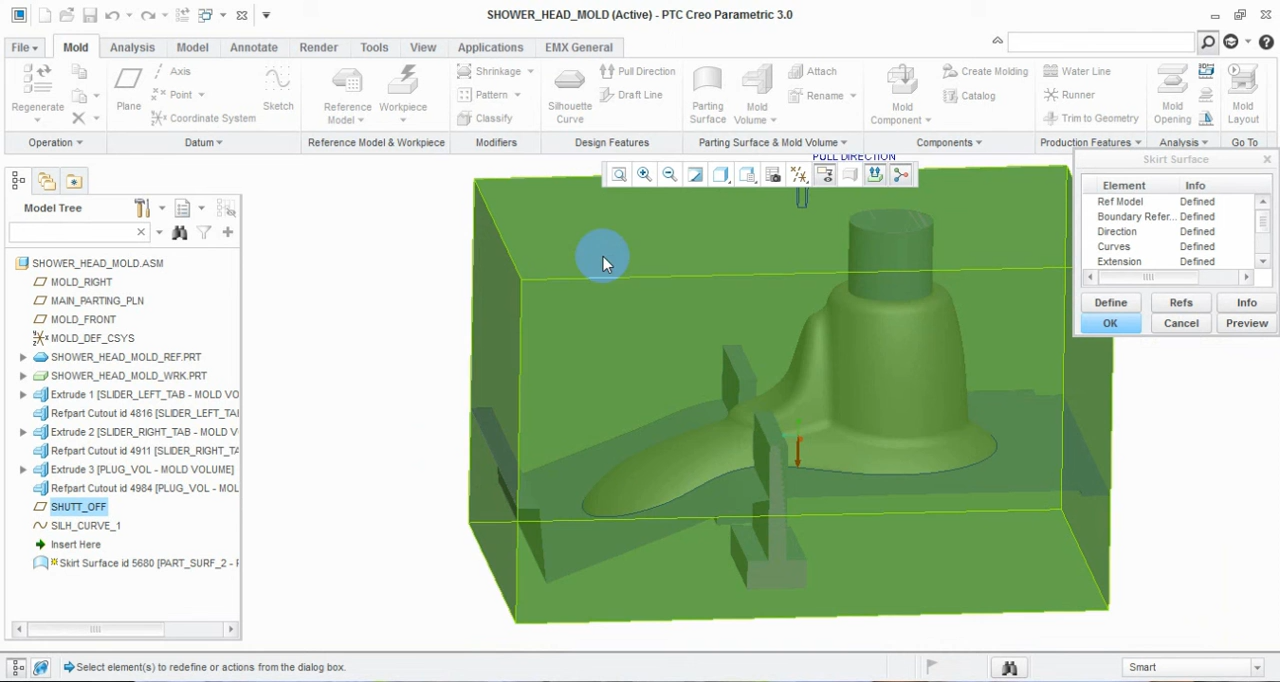 SHOWER_HEAD_MOLD (Active) - PTC Creo Parametric 3.0
File Mold Analysis Model Annotate Render Tools View Applications EMX General
Regenerate
Plane
Axis
Point
Coordinate System
Sketch
Reference Model
Workpiece
Shrinkage
Pattern
Classify
Silhouette Curve
Pull Direction
Draft Line
Parting Surface
Mold Volume
Attach
Rename
Mold Component
Create Molding
Catalog
Water Line
Runner
Trim to Geometry
Mold Opening
Mold Layout
Operation Datum Reference Model & Workpiece Modifiers Design Features Parting Surface & Mold Volume Components Production Features Analysis Go To
PULL DIRECTION
Model Tree
SHOWER_HEAD_MOLD.ASM
MOLD_RIGHT
MAIN_PARTING_PLN
MOLD_FRONT
MOLD_DEF_CSYS
SHOWER_HEAD_MOLD_REF.PRT
SHOWER_HEAD_MOLD_WRK.PRT
Extrude 1 [SLIDER_LEFT_TAB - MOLD VO
Refpart Cutout id 4816 [SLIDER_LEFT_TA
Extrude 2 [SLIDER_RIGHT_TAB - MOLD V
Refpart Cutout id 4911 [SLIDER_RIGHT_T
Extrude 3 [PLUG_VOL - MOLD VOLUME]
Refpart Cutout id 4984 [PLUG_VOL - MOL
SHUTT_OFF
SILH_CURVE_1
Insert Here
Skirt Surface id 5680 [PART_SURF_2 -
Skirt Surface
Element Info
Ref Model Defined
Boundary Refer... Defined
Direction Defined
Curves Defined
Extension Defined
Define Refs Info
OK Cancel Preview
Select element(s) to redefine or actions from the dialog box.
Smart